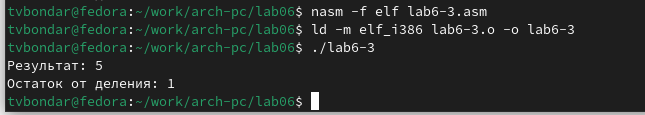 tvbondar@fedora:~/work/arch-pc/lab06$ nasm -f elf lab6-3.asm
tvbondar@fedora:~/work/arch-pc/lab06$ ld -m elf_i386 lab6-3.o -o lab6-3
tvbondar@fedora:~/work/arch-pc/lab06$ ./lab6-3
Результат: 5
Остаток от деления: 1
tvbondar@fedora:~/work/arch-pc/lab06$